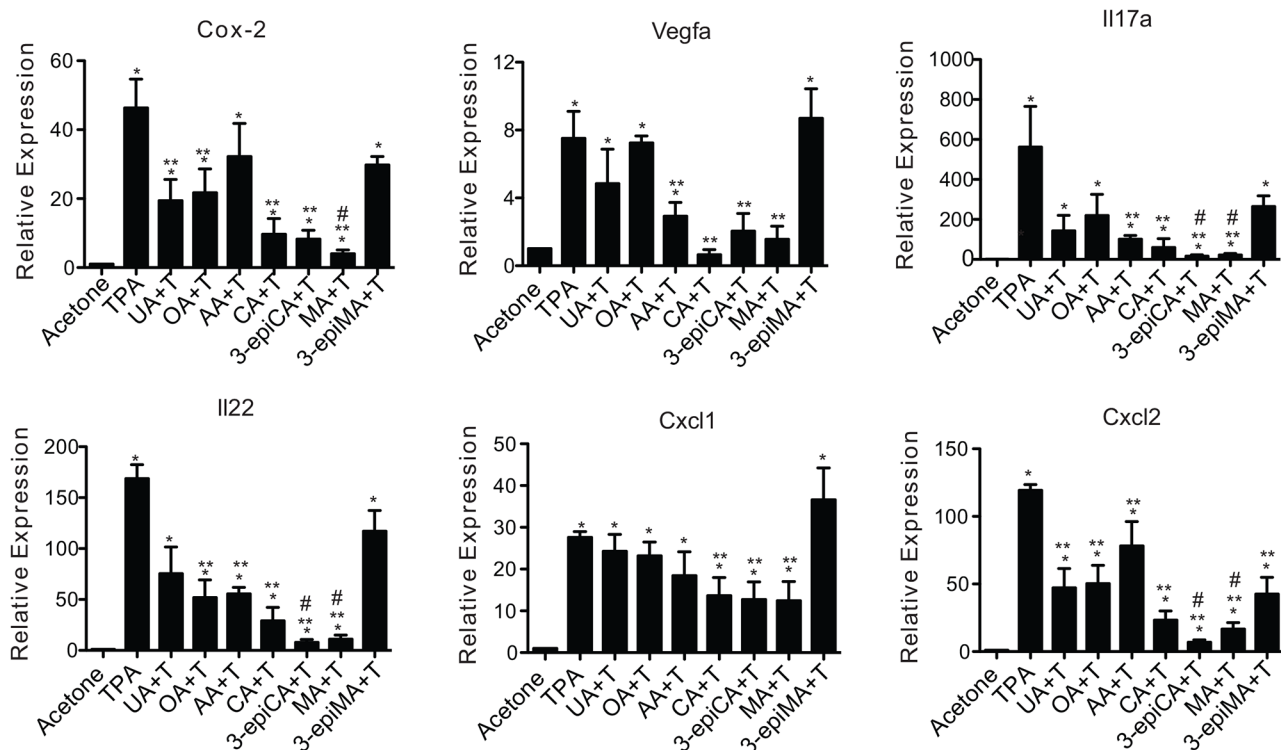 Cox-2
Relative Expression
60
40
20
0
*
**
*
**
*
*
**
*
**
*
#
**
*
*
Acetone
TPA
UA+T
OA+T
AA+T
CA+T
3-epiCA+T
MA+T
3-epiMA+T
Vegfa
Relative Expression
12
8
4
0
*
*
*
**
*
**
*
**
*
**
*
*
Acetone
TPA
UA+T
OA+T
AA+T
CA+T
3-epiCA+T
MA+T
3-epiMA+T
Il17a
Relative Expression
1000
800
600
400
200
0
*
*
*
**
*
**
*
#
**
*
#
**
*
*
Acetone
TPA
UA+T
OA+T
AA+T
CA+T
3-epiCA+T
MA+T
3-epiMA+T
Il22
Relative Expression
200
150
100
50
0
*
*
**
*
**
*
**
*
#
**
*
#
**
*
*
Acetone
TPA
UA+T
OA+T
AA+T
CA+T
3-epiCA+T
MA+T
3-epiMA+T
Cxcl1
Relative Expression
50
40
30
20
10
0
*
*
*
*
**
*
**
*
**
*
*
Acetone
TPA
UA+T
OA+T
AA+T
CA+T
3-epiCA+T
MA+T
3-epiMA+T
Cxcl2
Relative Expression
150
100
50
0
*
**
*
**
*
**
*
**
*
#
**
*
#
**
*
**
*
Acetone
TPA
UA+T
OA+T
AA+T
CA+T
3-epiCA+T
MA+T
3-epiMA+T